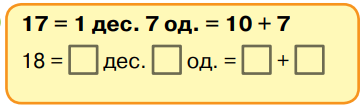 17 = 1 дес. 7 од. = 10 + 7
18 = □ дес. □ од. = □ + □